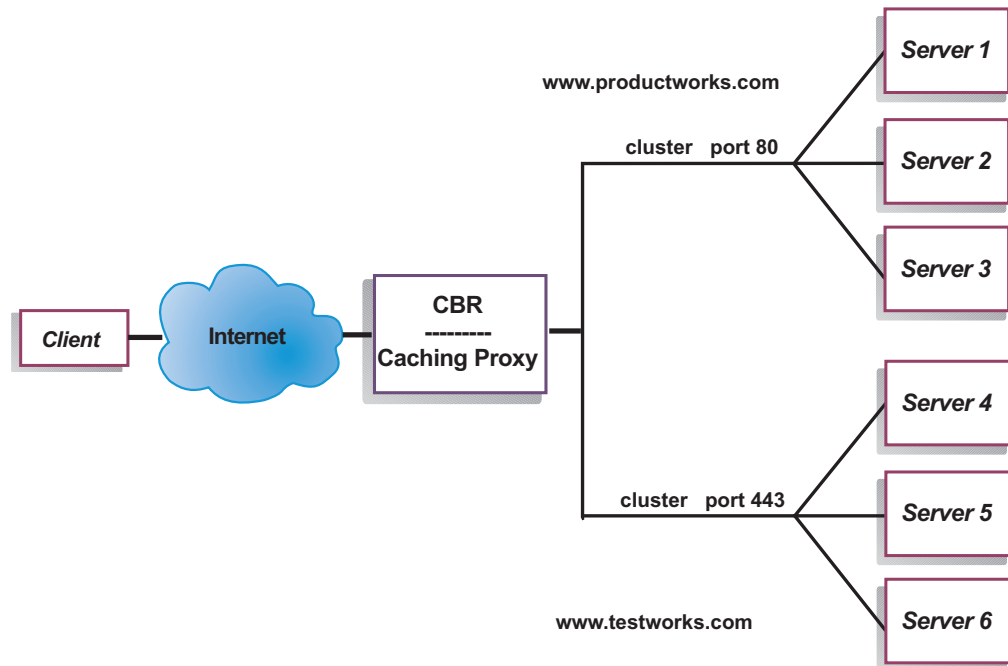 Server 1
www.productworks.com
cluster port 80
Server 2
Server 3
CBR
---------
Caching Proxy
Internet
Client
Server 4
cluster port 443
Server 5
www.testworks.com
Server 6